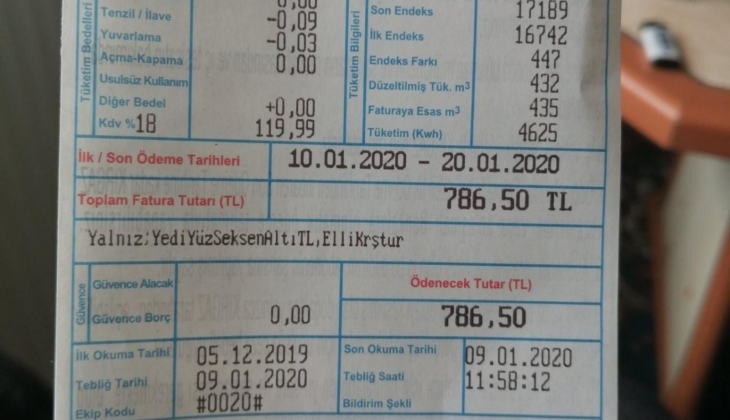 0,00 Son Endeks 17189
Tenzil / İlave -0,09 İlk Endeks 16742
Yuvarlama -0,03 Endeks Farkı 447
Açma-Kapama 0,00 Düzeltilmiş Tük. m³ 432
Usulsüz Kullanım Faturaya Esas m³ 435
Diğer Bedel +0,00 Tüketim (Kwh) 4625
Kdv %18 119,99
Tüketim Bedelleri
Tüketim Bilgileri
İlk / Son Ödeme Tarihleri 10.01.2020 - 20.01.2020
Toplam Fatura Tutarı (TL) 786,50 TL
Yalnız;YediYüzSeksenAltıTL,ElliKrştur
Güvence
Güvence Alacak Ödenecek Tutar (TL)
Güvence Borç 0,00 786,50
İlk Okuma Tarihi 05.12.2019 Son Okuma Tarihi 09.01.2020
Tebliğ Tarihi 09.01.2020 Tebliğ Saati 11:58:12
Ekip Kodu #0020# Bildirim Şekli